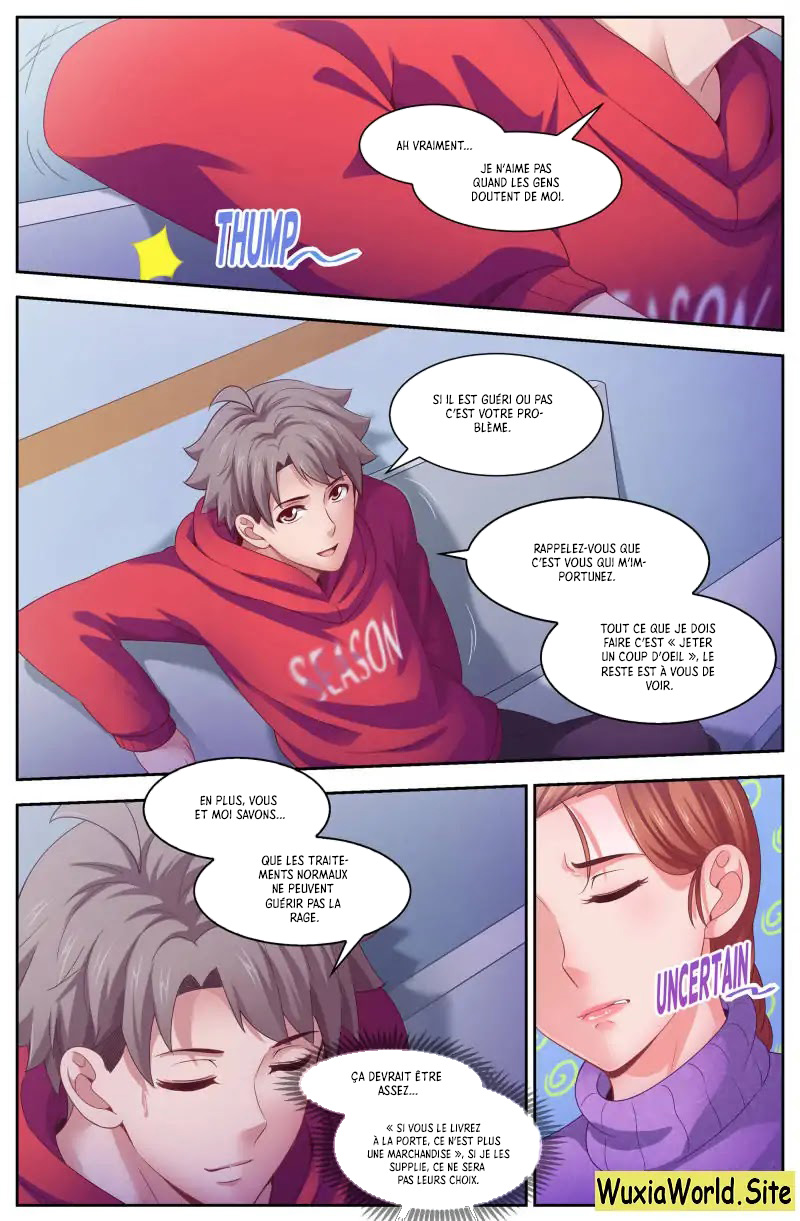 AH VRAIMENT...
JE N'AIME PAS
QUAND LES GENS
DOUTENT DE MOI.
THUMP
SEASON
SI IL EST GUÉRI OU PAS
C'EST VOTRE PRO-
BLÈME.
RAPPELEZ-VOUS QUE
C'EST VOUS QUI M'IM-
PORTUNEZ.
TOUT CE QUE JE DOIS
FAIRE C'EST « JETER
UN COUP D'OEIL », LE
RESTE EST À VOUS DE
VOIR.
SEASON
EN PLUS, VOUS
ET MOI SAVONS...
QUE LES TRAITE-
MENTS NORMAUX
NE PEUVENT
GUÉRIR PAS LA
RAGE.
UNCERTAIN
ÇA DEVRAIT ÊTRE
ASSEZ...
« SI VOUS LE LIVREZ
À LA PORTE, CE N'EST PLUS
UNE MARCHANDISE », SI JE LES
SUPPLIE, CE NE SERA
PAS LEURS CHOIX.
WuxiaWorld.Site